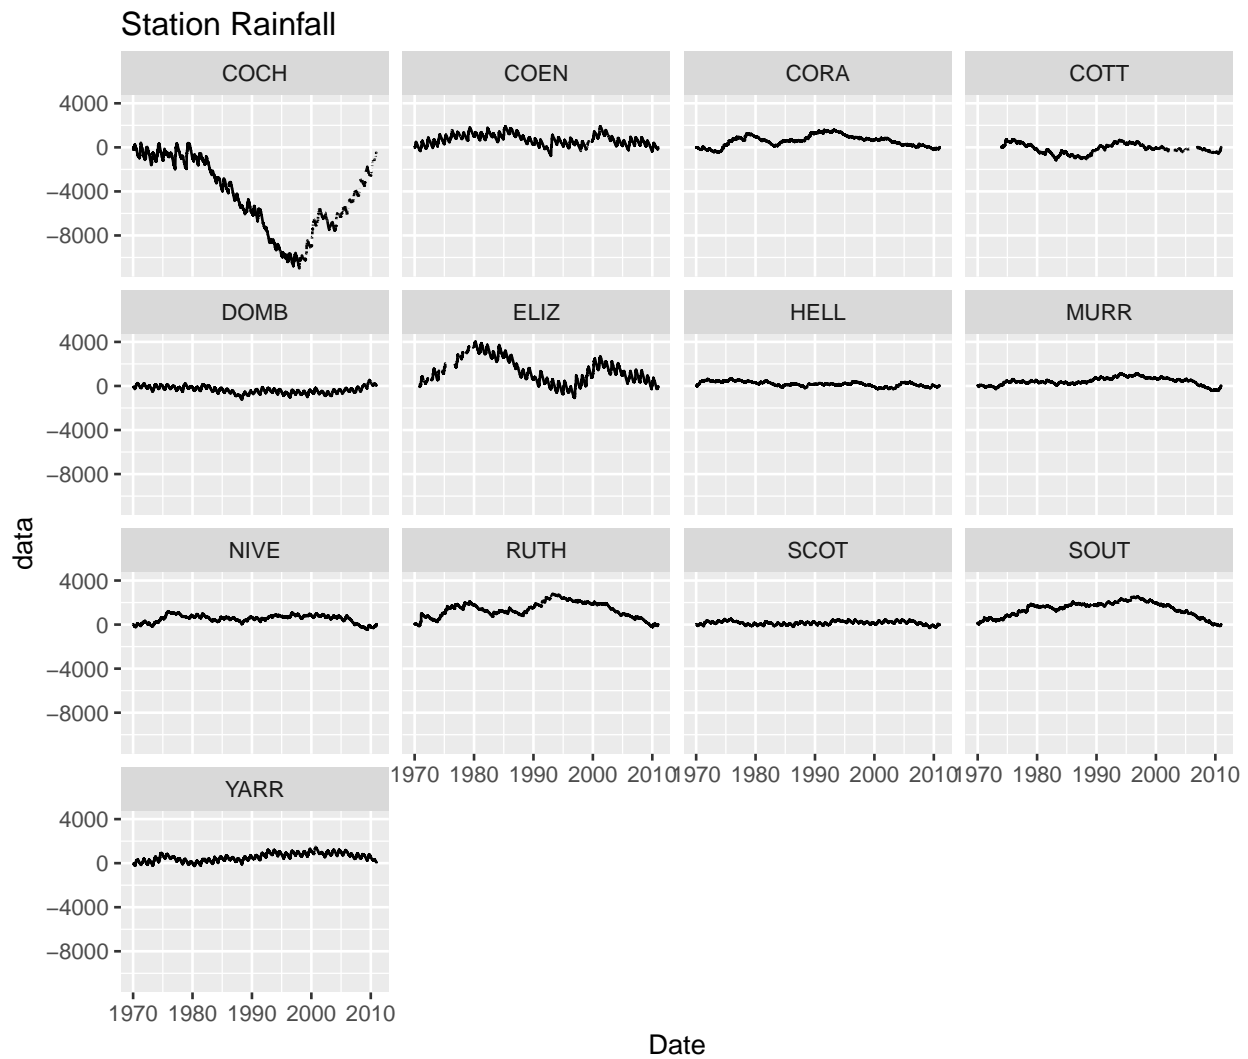 Station Rainfall
COCH COEN CORA COTT
4000
0
−4000
−8000
DOMB ELIZ HELL MURR
4000
0
−4000
−8000
data
NIVE RUTH SCOT SOUT
4000
0
−4000
−8000
1970 1980 1990 2000 2010 1970 1980 1990 2000 2010 1970 1980 1990 2000 2010
YARR
4000
0
−4000
−8000
1970 1980 1990 2000 2010
Date